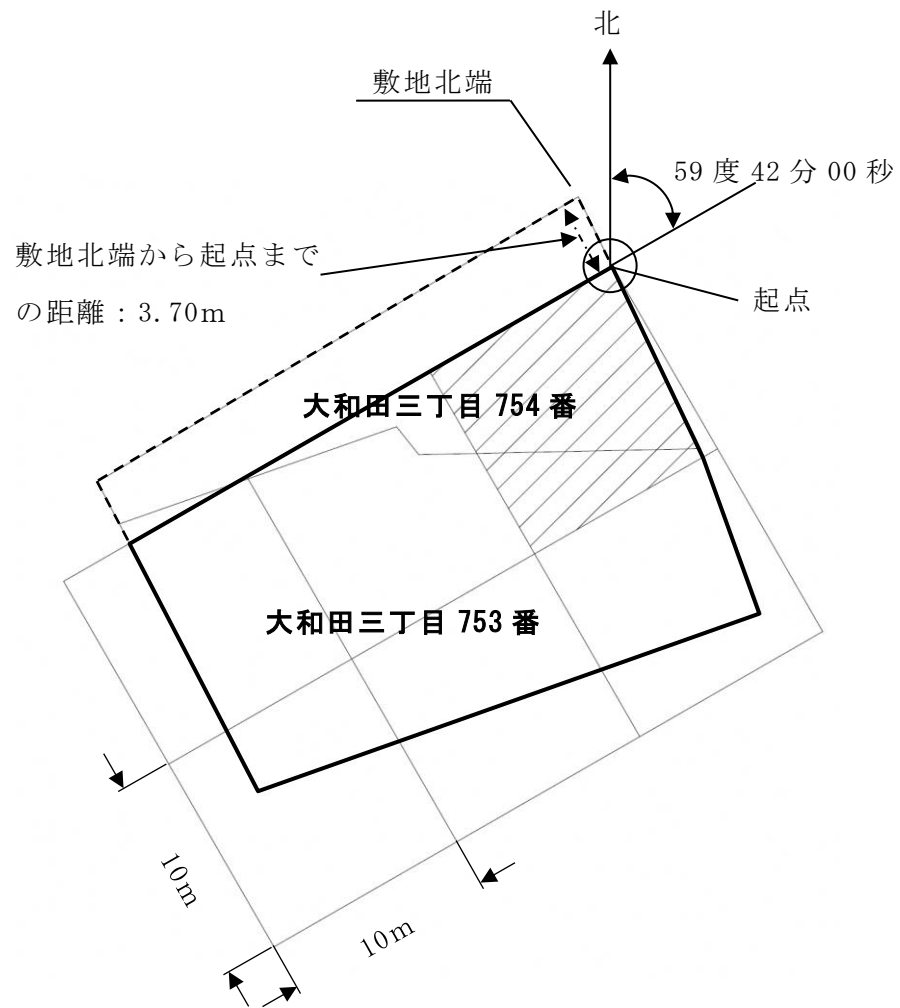 北
敷地北端
59度42分00秒
敷地北端から起点まで
の距離：3.70m
起点
大和田三丁目754番
大和田三丁目753番
10m
10m